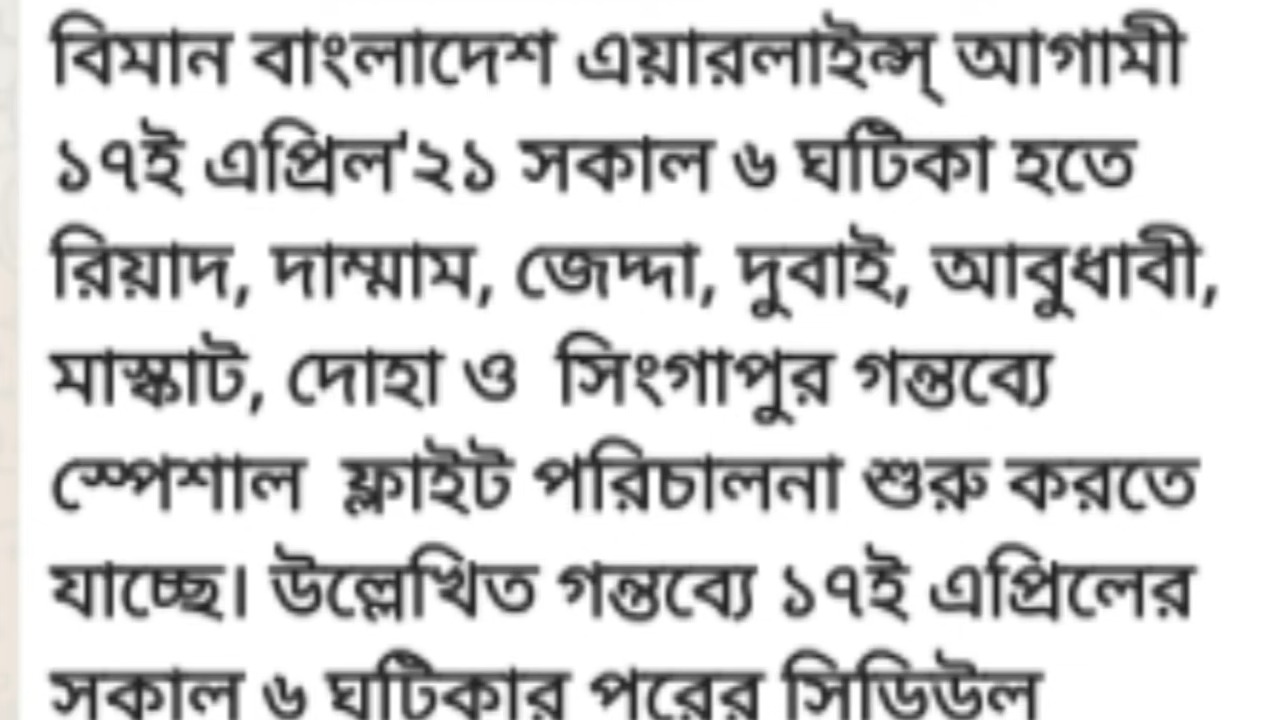 বিমান বাংলাদেশ এয়ারলাইন্স্ আগামী
১৭ই এপ্রিল'২১ সকাল ৬ ঘটিকা হতে
রিয়াদ, দাম্মাম, জেদ্দা, দুবাই, আবুধাবী,
মাস্কাট, দোহা ও সিংগাপুর গন্তব্যে
স্পেশাল ফ্লাইট পরিচালনা শুরু করতে
যাচ্ছে। উল্লেখিত গন্তব্যে ১৭ই এপ্রিলের
সকাল ৬ ঘটিকার পরের সিডিউল